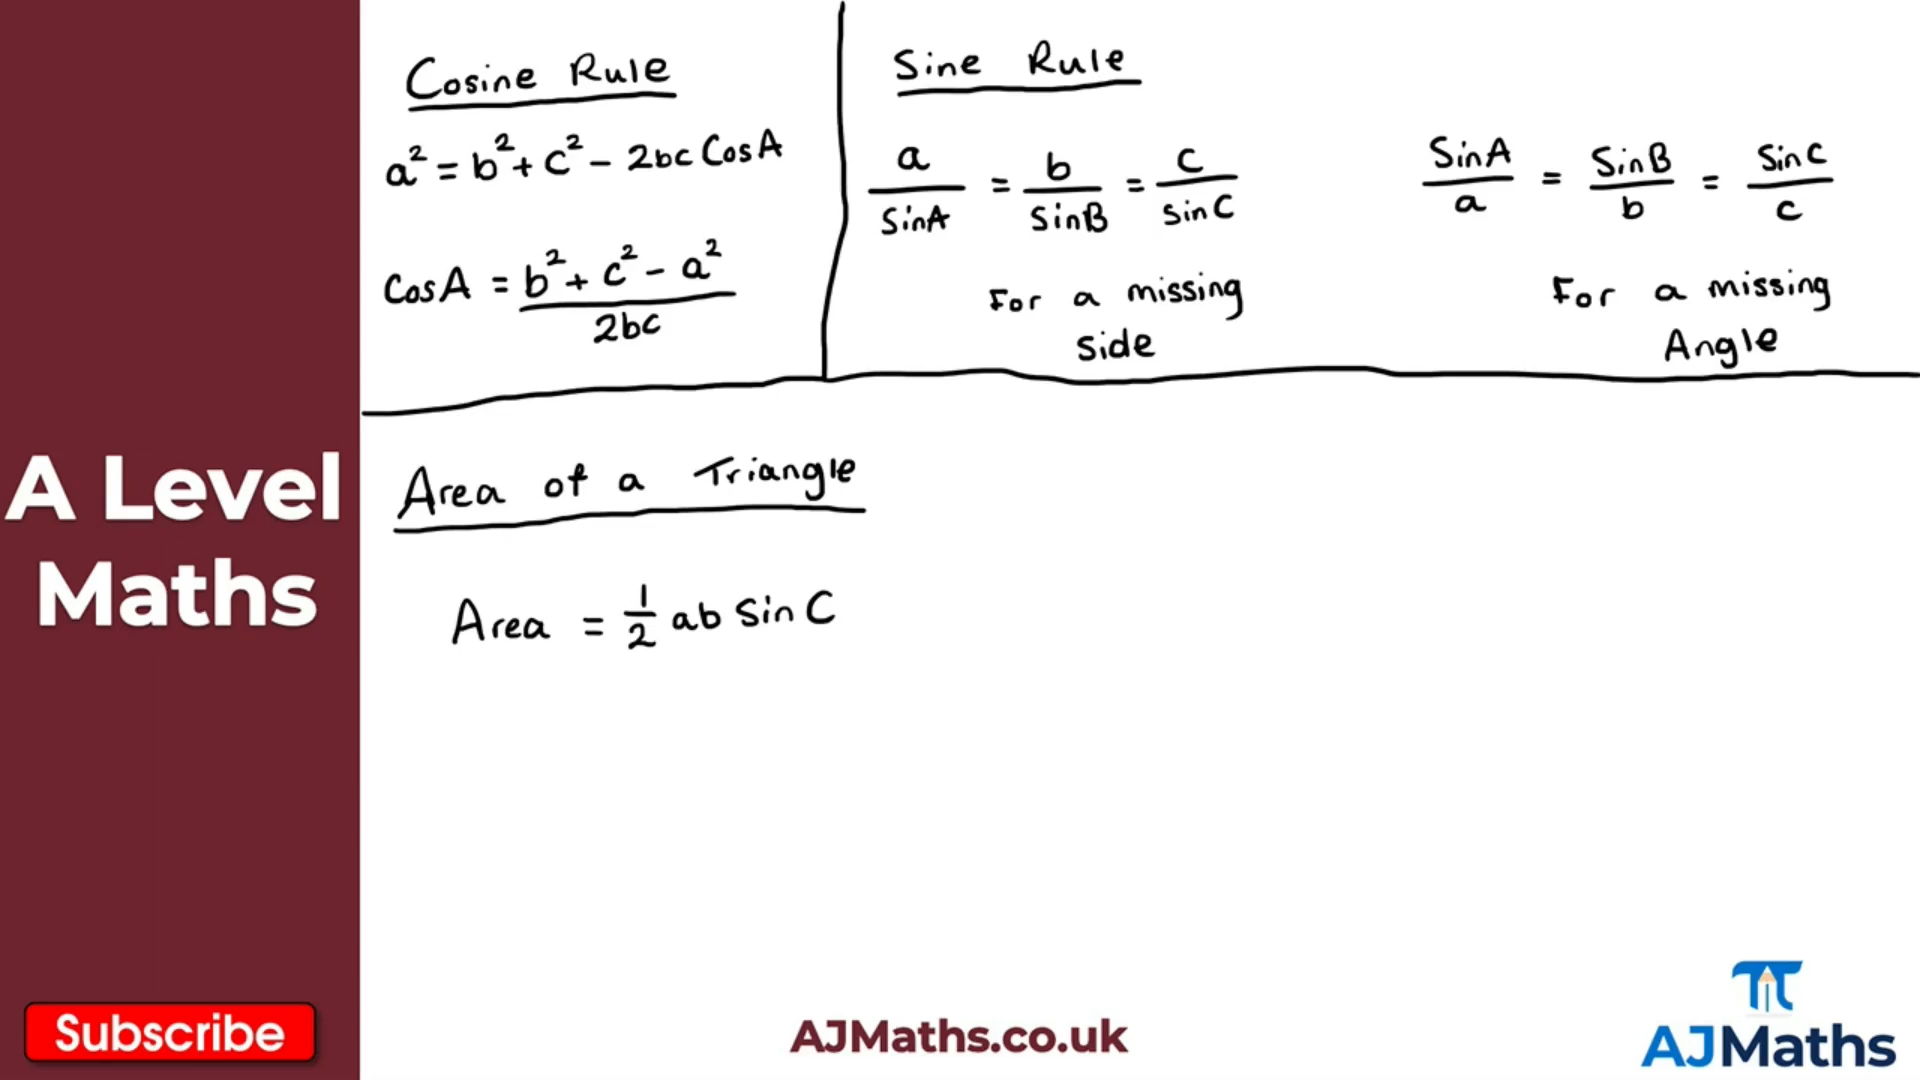 A Level
Maths
Subscribe
Cosine Rule
a² = b² + c² - 2bc CosA
CosA = b² + c² - a² / 2bc
Sine Rule
a/SinA = b/SinB = c/SinC
For a missing
Side
SinA/a = SinB/b = SinC/c
For a missing
Angle
Area of a Triangle
Area = 1/2 ab Sin C
AJMaths.co.uk
AJMaths